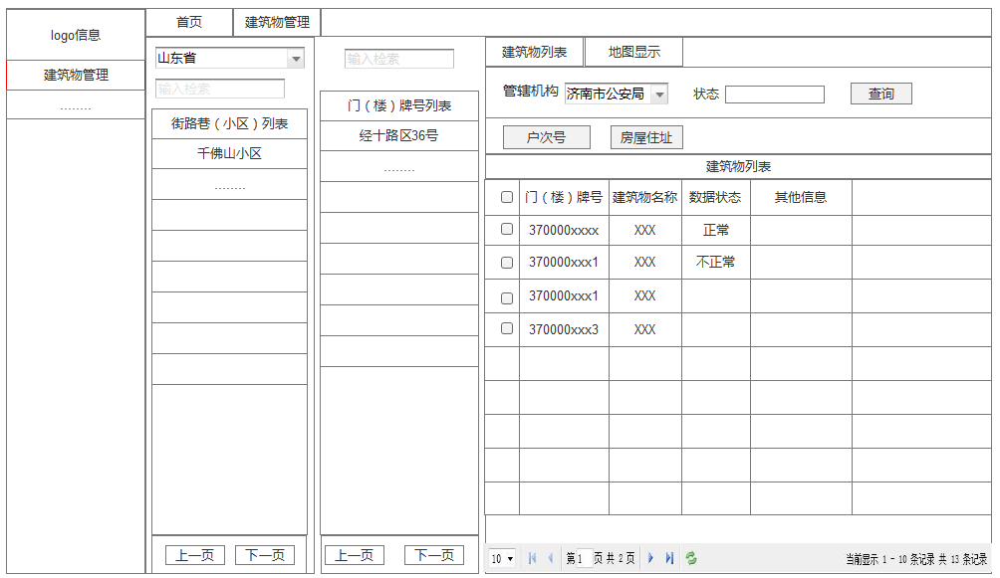 logo信息
建筑物管理
........
首页
建筑物管理
山东省
输入检索
街路巷（小区）列表
千佛山小区
........
上一页
下一页
输入检索
门（楼）牌号列表
经十路区36号
........
上一页
下一页
建筑物列表
地图显示
管辖机构
济南市公安局
状态
查询
户次号
房屋住址
建筑物列表
门（楼）牌号 建筑物名称 数据状态 其他信息
370000xxxx XXX 正常
370000xxx1 XXX 不正常
370000xxx1 XXX
370000xxx3 XXX
10 第1 页 共 2 页 当前显示 1 - 10 条记录 共 13 条记录